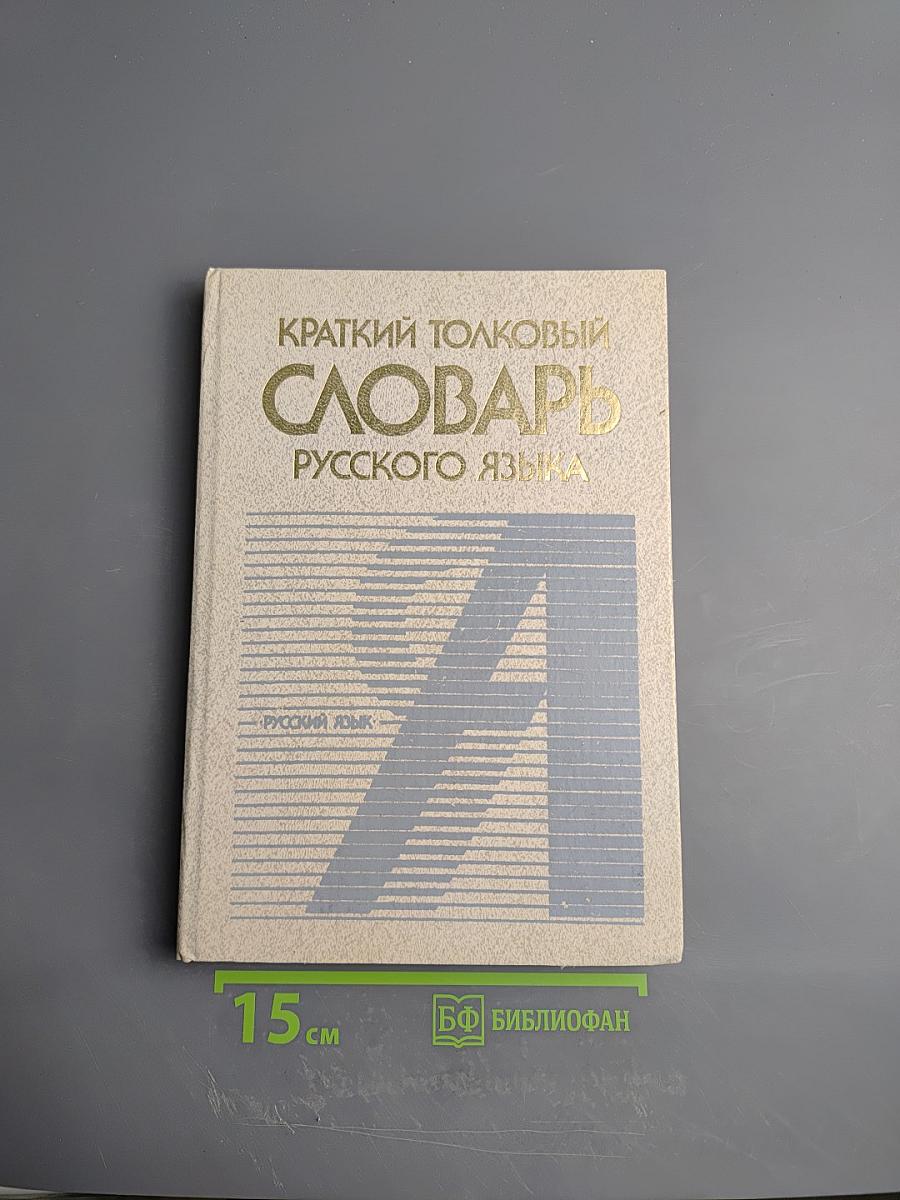 КРАТКИЙ ТОЛКОВЫЙ
СЛОВАРЬ
РУССКОГО ЯЗЫКА
РУССКИЙ ЯЗЫК
15 см
БФ БИБЛИОФАН